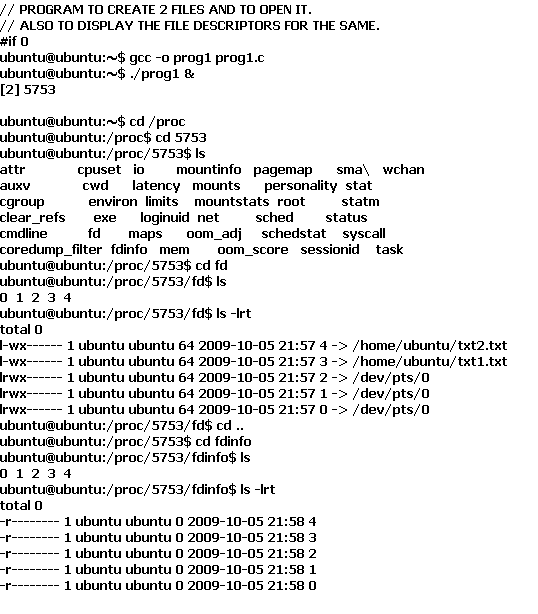 // PROGRAM TO CREATE 2 FILES AND TO OPEN IT.
// ALSO TO DISPLAY THE FILE DESCRIPTORS FOR THE SAME.
#if 0
ubuntu@ubuntu:~$ gcc -o prog1 prog1.c
ubuntu@ubuntu:~$ ./prog1 &
[2] 5753
ubuntu@ubuntu:~$ cd /proc
ubuntu@ubuntu:/proc$ cd 5753
ubuntu@ubuntu:/proc/5753$ ls
attr cpuset io mountinfo pagemap sma\ wchan
auxv cwd latency mounts personality stat
cgroup environ limits mountstats root statm
clear_refs exe loginuid net sched status
cmdline fd maps oom_adj schedstat syscall
coredump_filter fdinfo mem oom_score sessionid task
ubuntu@ubuntu:/proc/5753$ cd fd
ubuntu@ubuntu:/proc/5753/fd$ ls
0 1 2 3 4
ubuntu@ubuntu:/proc/5753/fd$ ls -lrt
total 0
l-wx------ 1 ubuntu ubuntu 64 2009-10-05 21:57 4 -> /home/ubuntu/txt2.txt
l-wx------ 1 ubuntu ubuntu 64 2009-10-05 21:57 3 -> /home/ubuntu/txt1.txt
lrwx------ 1 ubuntu ubuntu 64 2009-10-05 21:57 2 -> /dev/pts/0
lrwx------ 1 ubuntu ubuntu 64 2009-10-05 21:57 1 -> /dev/pts/0
lrwx------ 1 ubuntu ubuntu 64 2009-10-05 21:57 0 -> /dev/pts/0
ubuntu@ubuntu:/proc/5753/fd$ cd ..
ubuntu@ubuntu:/proc/5753$ cd fdinfo
ubuntu@ubuntu:/proc/5753/fdinfo$ ls
0 1 2 3 4
ubuntu@ubuntu:/proc/5753/fdinfo$ ls -lrt
total 0
-r-------- 1 ubuntu ubuntu 0 2009-10-05 21:58 4
-r-------- 1 ubuntu ubuntu 0 2009-10-05 21:58 3
-r-------- 1 ubuntu ubuntu 0 2009-10-05 21:58 2
-r-------- 1 ubuntu ubuntu 0 2009-10-05 21:58 1
-r-------- 1 ubuntu ubuntu 0 2009-10-05 21:58 0